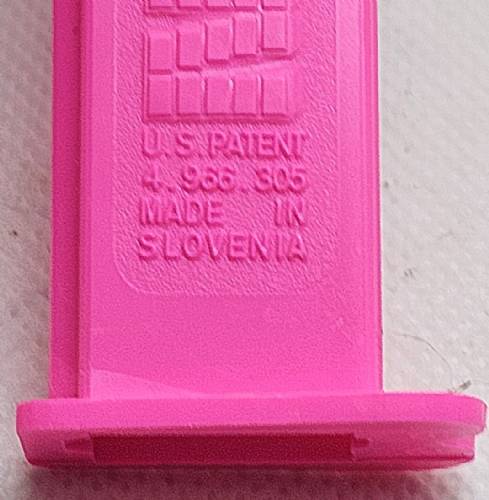 U.S.PATENT
4.966.305
MADE IN
SLOVENIA